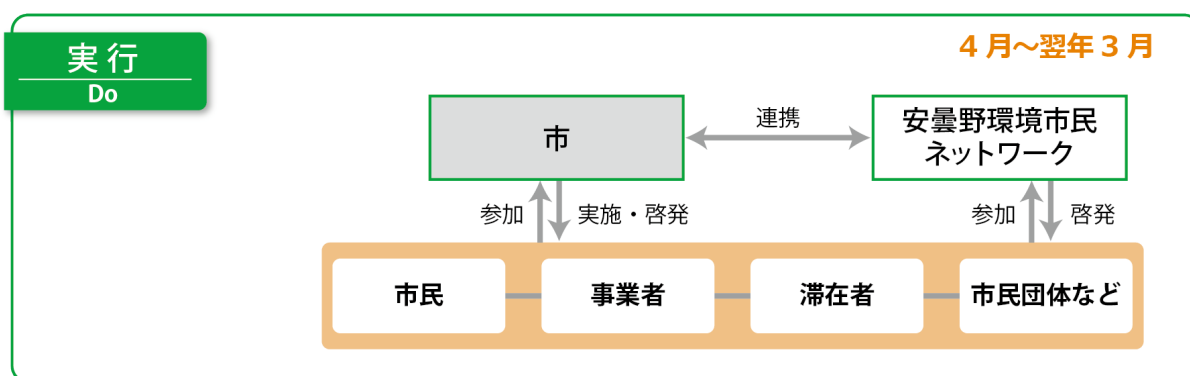 実行
Do
4月～翌年3月
市
連携
安曇野環境市民
ネットワーク
参加
実施・啓発
参加
啓発
市民
事業者
滞在者
市民団体など